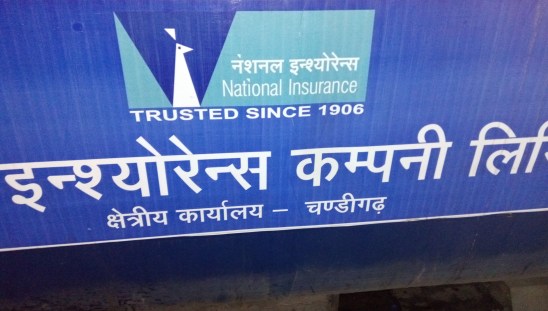 नेशनल इन्श्योरेन्स
National Insurance
TRUSTED SINCE 1906
इन्श्योरेन्स कम्पनी
क्षेत्रीय कार्यालय – चण्डीगढ़